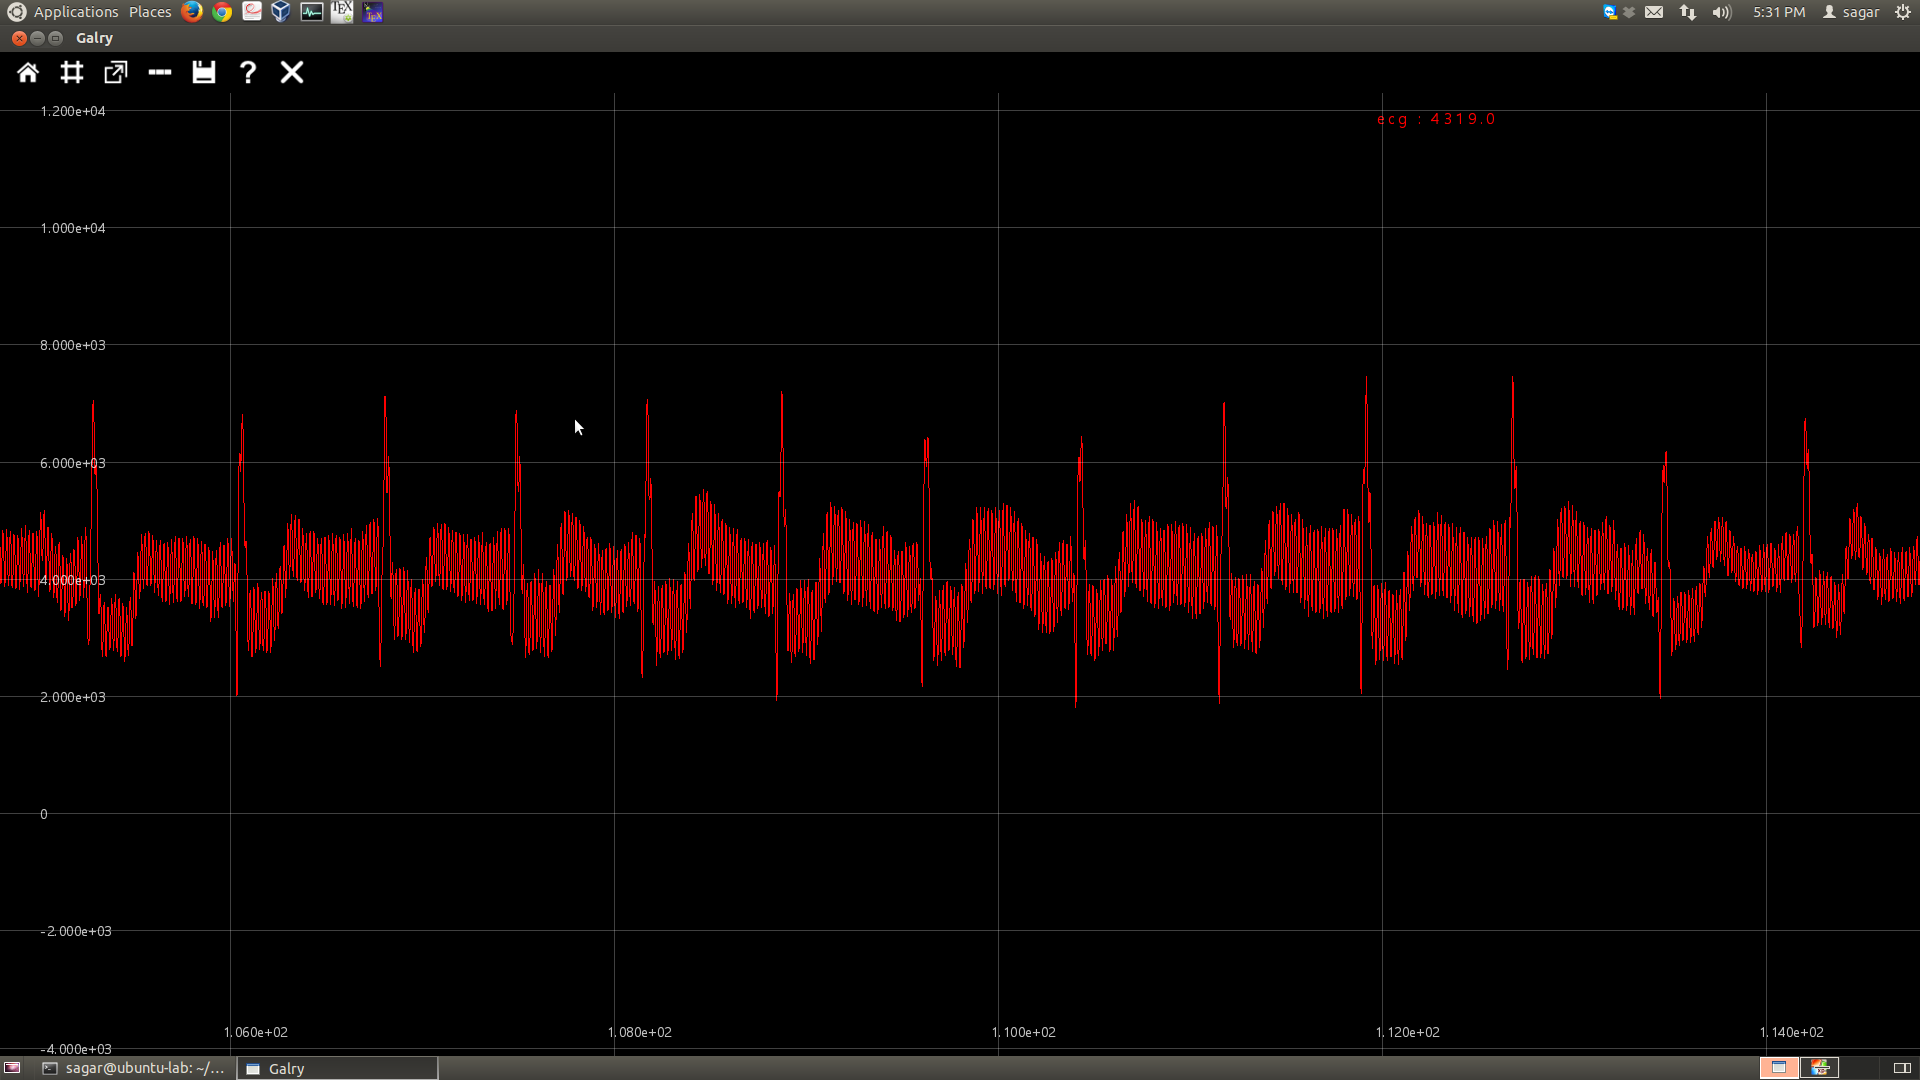 Applications Places TEX TEX 5:31 PM sagar
Galry
?
1.200e+04
ecg : 4319.0
1.000e+04
8.000e+03
6.000e+03
4.000e+03
2.000e+03
0
-2.000e+03
1.060e+02 1.080e+02 1.100e+02 1.120e+02 1.140e+02
-4.000e+03
sagar@ubuntu-lab: ~/... Galry